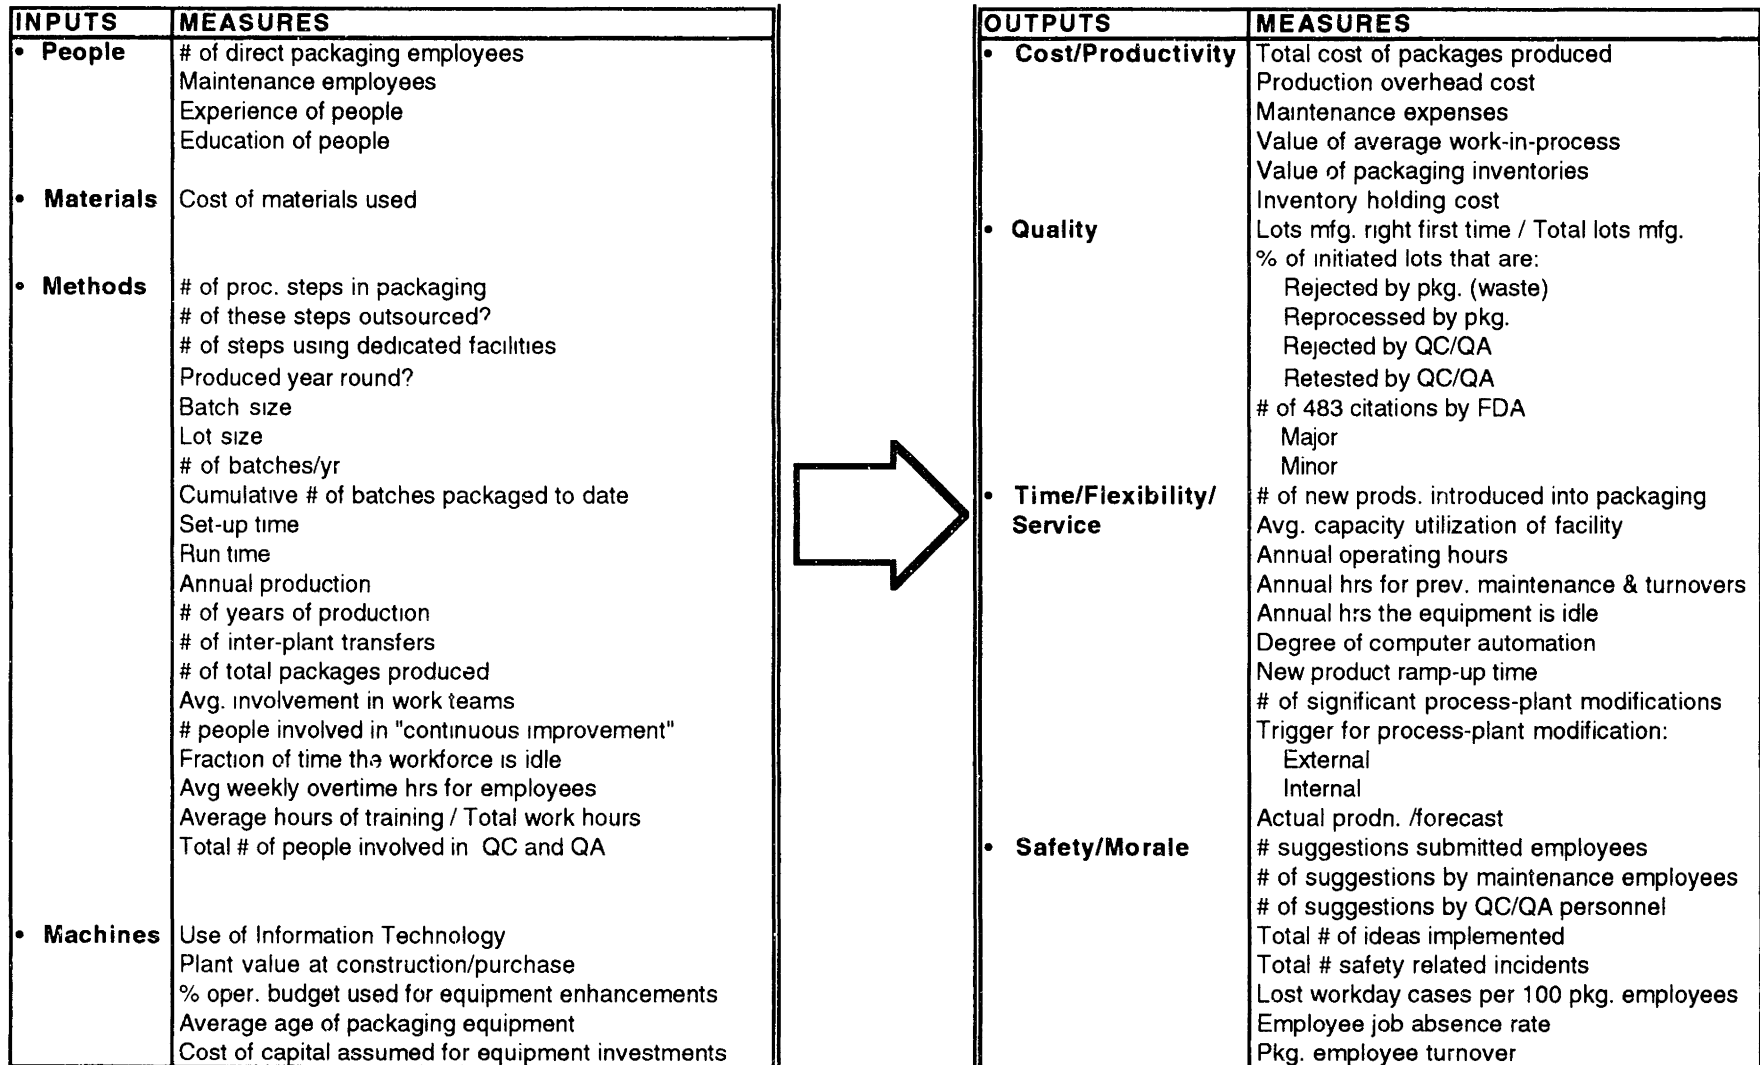 INPUTS MEASURES
• People # of direct packaging employees
Maintenance employees
Experience of people
Education of people
• Materials Cost of materials used
• Methods # of proc. steps in packaging
# of these steps outsourced?
# of steps using dedicated facilities
Produced year round?
Batch size
Lot size
# of batches/yr
Cumulative # of batches packaged to date
Set-up time
Run time
Annual production
# of years of production
# of inter-plant transfers
# of total packages produced
Avg. involvement in work teams
# people involved in "continuous improvement"
Fraction of time the workforce is idle
Avg weekly overtime hrs for employees
Average hours of training / Total work hours
Total # of people involved in QC and QA
• Machines Use of Information Technology
Plant value at construction/purchase
% oper. budget used for equipment enhancements
Average age of packaging equipment
Cost of capital assumed for equipment investments
OUTPUTS MEASURES
• Cost/Productivity Total cost of packages produced
Production overhead cost
Maintenance expenses
Value of average work-in-process
Value of packaging inventories
Inventory holding cost
• Quality Lots mfg. right first time / Total lots mfg.
% of initiated lots that are:
Rejected by pkg. (waste)
Reprocessed by pkg.
Rejected by QC/QA
Retested by QC/QA
# of 483 citations by FDA
Major
Minor
• Time/Flexibility/ # of new prods. introduced into packaging
Service Avg. capacity utilization of facility
Annual operating hours
Annual hrs for prev. maintenance & turnovers
Annual hrs the equipment is idle
Degree of computer automation
New product ramp-up time
# of significant process-plant modifications
Trigger for process-plant modification:
External
Internal
Actual prodn. /forecast
• Safety/Morale # suggestions submitted employees
# of suggestions by maintenance employees
# of suggestions by QC/QA personnel
Total # of ideas implemented
Total # safety related incidents
Lost workday cases per 100 pkg. employees
Employee job absence rate
Pkg. employee turnover